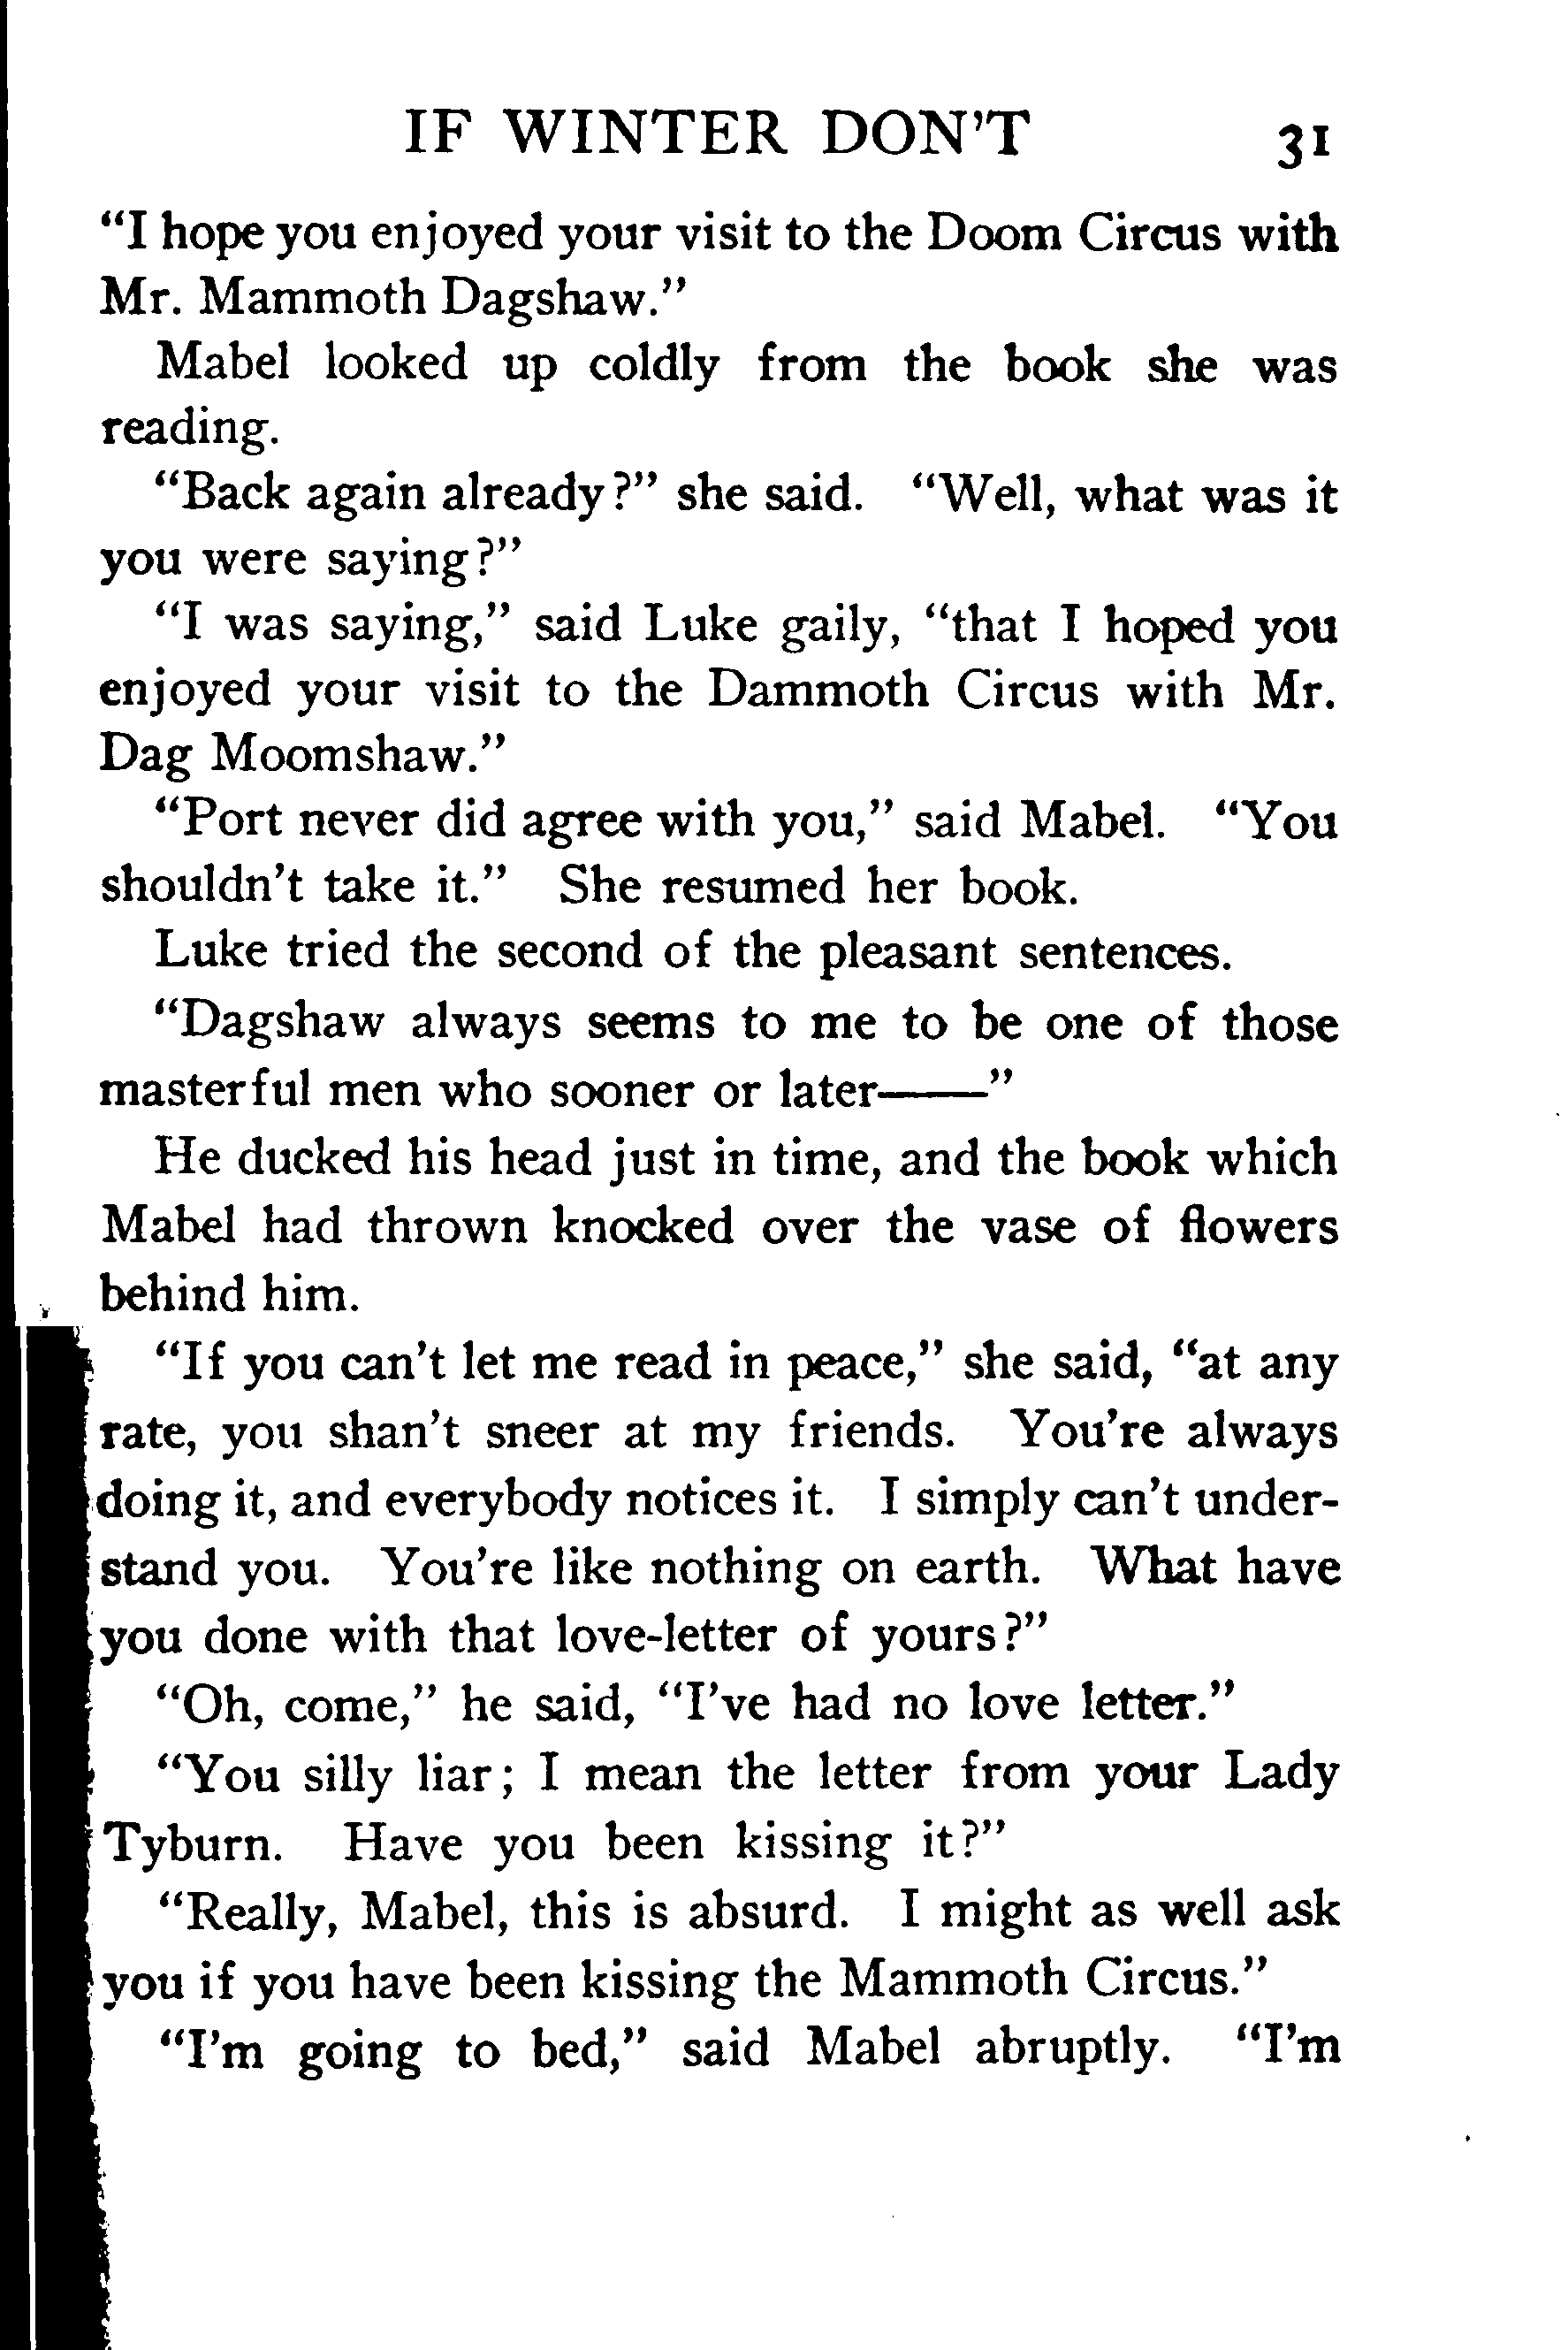 IF WINTER DON'T 31
"I hope you enjoyed your visit to the Doom Circus with
Mr. Mammoth Dagshaw."
Mabel looked up coldly from the book she was
reading.
"Back again already?" she said. "Well, what was it
you were saying?"
"I was saying," said Luke gaily, "that I hoped you
enjoyed your visit to the Dammoth Circus with Mr.
Dag Moomshaw."
"Port never did agree with you," said Mabel. "You
shouldn't take it." She resumed her book.
Luke tried the second of the pleasant sentences.
"Dagshaw always seems to me to be one of those
masterful men who sooner or later——"
He ducked his head just in time, and the book which
Mabel had thrown knocked over the vase of flowers
behind him.
"If you can't let me read in peace," she said, "at any
rate, you shan't sneer at my friends. You're always
doing it, and everybody notices it. I simply can't under-
stand you. You're like nothing on earth. What have
you done with that love-letter of yours?"
"Oh, come," he said, "I've had no love letter."
"You silly liar; I mean the letter from your Lady
Tyburn. Have you been kissing it?"
"Really, Mabel, this is absurd. I might as well ask
you if you have been kissing the Mammoth Circus."
"I'm going to bed," said Mabel abruptly. "I'm